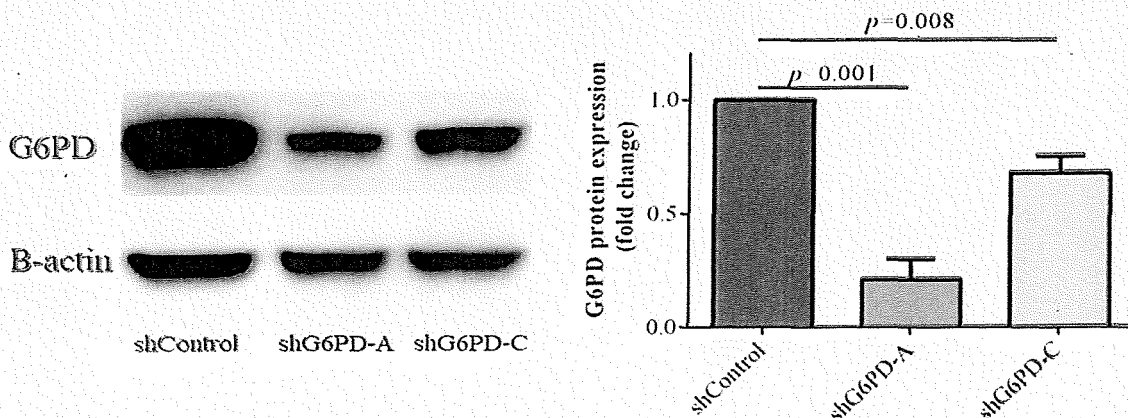 G6PD
B-actin
shControl shG6PD-A shG6PD-C
p=0.008
p 0.001
G6PD protein expression
(fold change)
1.0
0.5
0.0
shControl
shG6PD-A
shG6PD-C